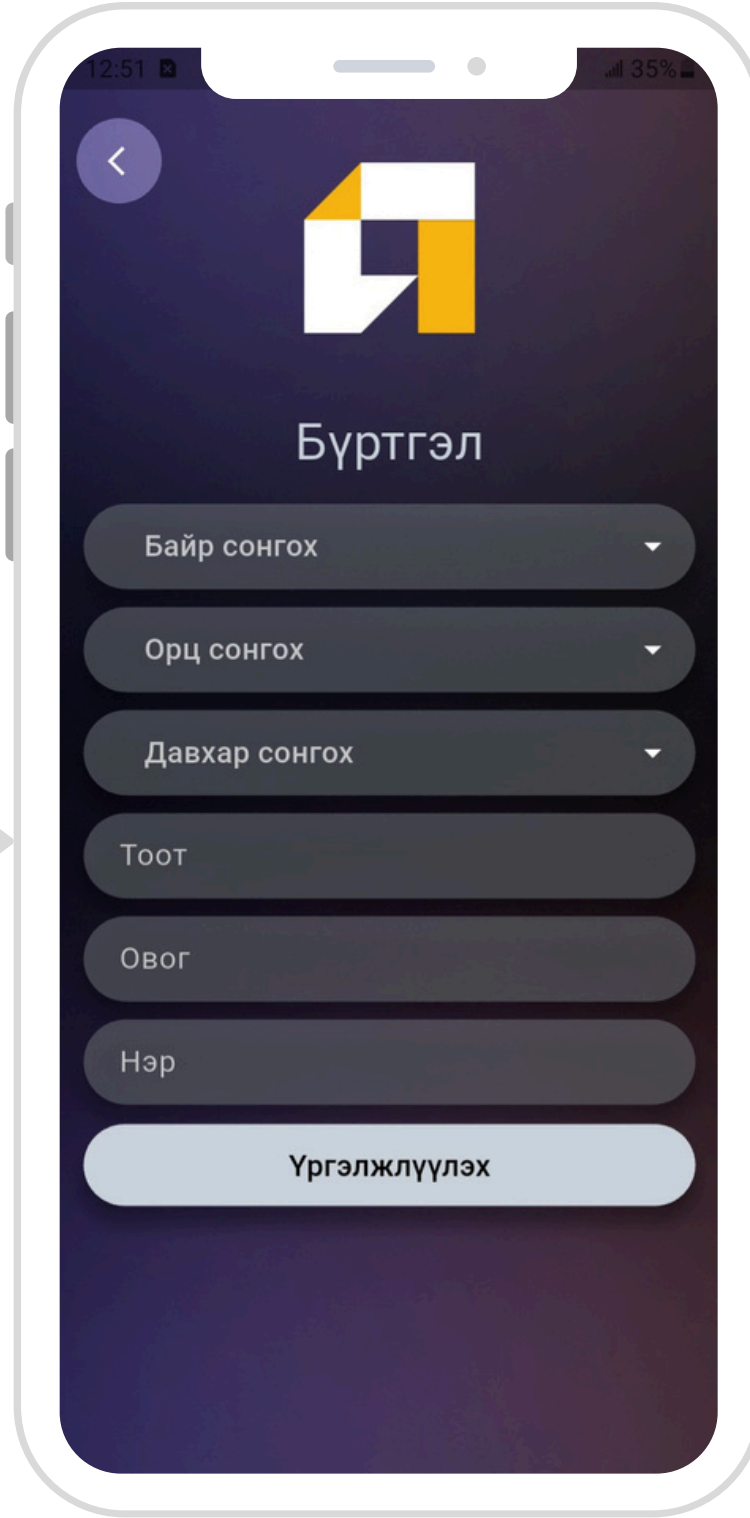 12:51
35%
Бүртгэл
Байр сонгох
Орц сонгох
Давхар сонгох
Тоот
Овог
Нэр
Үргэлжлүүлэх